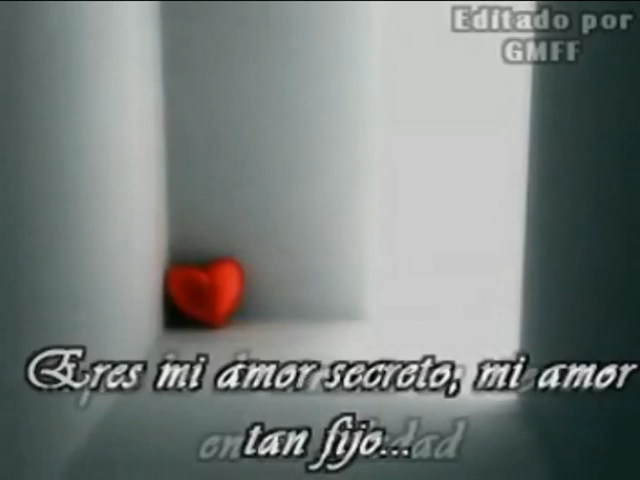 Editado por
GMFF
Eres mi amor secreto, mi amor
tan fijo...